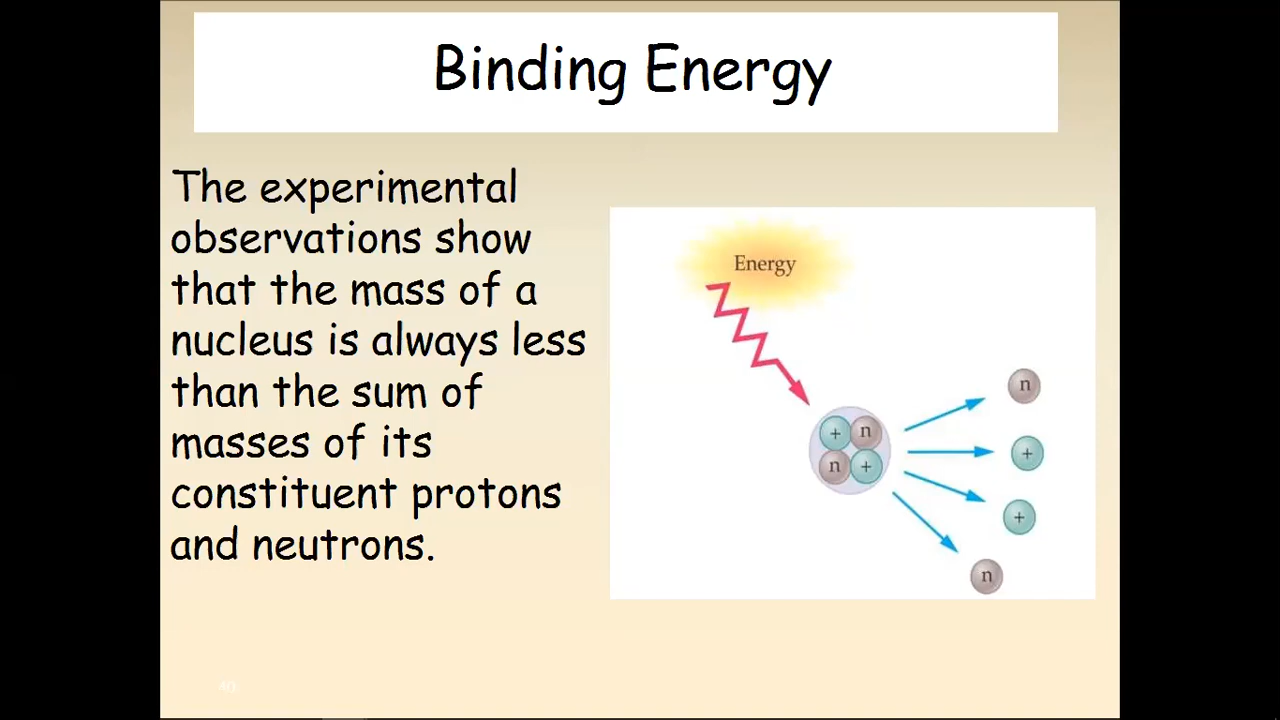 Binding Energy
The experimental
observations show
that the mass of a
nucleus is always less
than the sum of
masses of its
constituent protons
and neutrons.
Energy
n
+
+ n
n +
+
n
40